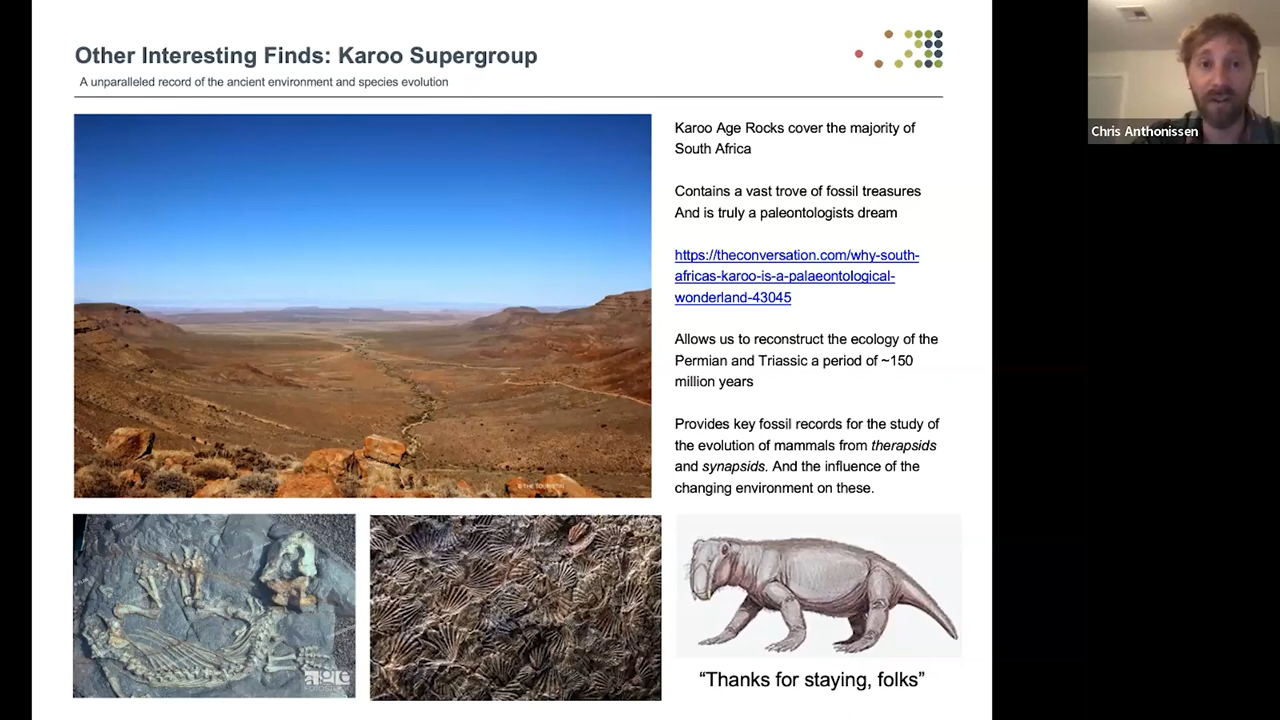 Other Interesting Finds: Karoo Supergroup
A unparalleled record of the ancient environment and species evolution
Karoo Age Rocks cover the majority of
South Africa
Contains a vast trove of fossil treasures
And is truly a paleontologists dream
https://theconversation.com/why-south-
africas-karoo-is-a-palaeontological-
wonderland-43045
Allows us to reconstruct the ecology of the
Permian and Triassic a period of ~150
million years
Provides key fossil records for the study of
the evolution of mammals from therapsids
and synapsids. And the influence of the
changing environment on these.
“Thanks for staying, folks”
Chris Anthonissen